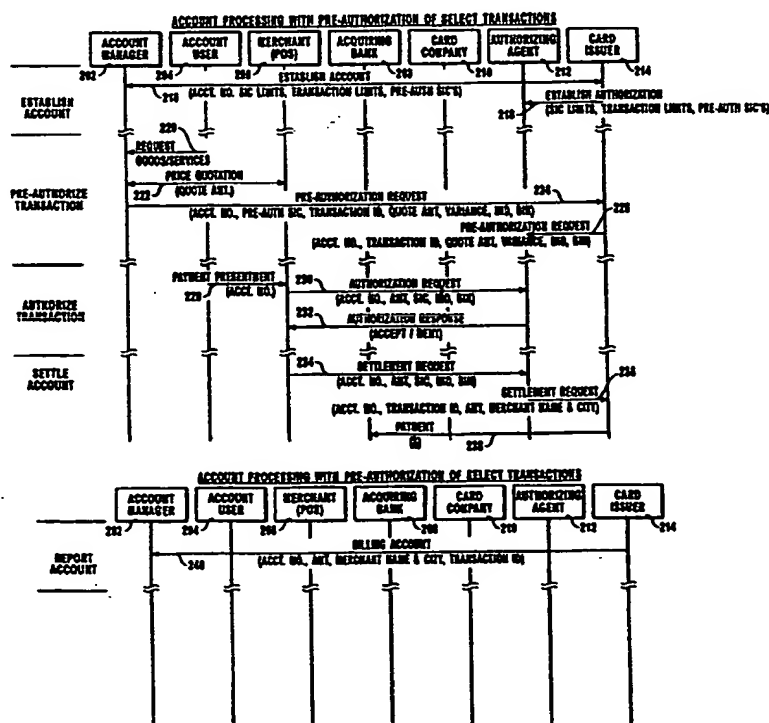 ACCOUNT PROCESSING WITH PRE-AUTHORIZATION OF SELECT TRANSACTIONS
ACCOUNT MANAGER
ACCOUNT USER
MERCHANT (POS)
ACQUIRING BANK
CARD COMPANY
AUTHORIZING AGENT
CARD ISSUER
202 204 206 208 210 212 214
ESTABLISH ACCOUNT
ESTABLISH ACCOUNT
216 (ACCT. NO. SIC LIMITS, TRANSACTION LIMITS, PRE-AUTH SIC'S)
ESTABLISH AUTHORIZATION
218 (SIC LIMITS, TRANSACTION LIMITS, PRE-AUTH SIC'S)
PRE-AUTHORIZE TRANSACTION
220
REQUEST
GOODS/SERVICES
PRICE QUOTATION
222 (QUOTE AMT.)
PRE-AUTHORIZATION REQUEST
(ACCT. NO., PRE-AUTH SIC, TRANSACTION ID, QUOTE AMT, VARIANCE, MID, BIN)
PRE-AUTHORIZATION REQUEST
(ACCT. NO., TRANSACTION ID, QUOTE AMT, VARIANCE, MID, BIN)
AUTHORIZE TRANSACTION
PAYMENT PRESENTMENT
(ACCT. NO.)
230
AUTHORIZATION REQUEST
(ACCT. NO., AMT, SIC, MID, BIN)
232
AUTHORIZATION RESPONSE
(ACCEPT / DENY)
SETTLE ACCOUNT
234
SETTLEMENT REQUEST
(ACCT. NO., AMT, SIC, MID, BIN)
SETTLEMENT REQUEST
236
(ACCT. NO., TRANSACTION ID, AMT, MERCHANT NAME & CITY)
PAYMENT
($)
238
ACCOUNT PROCESSING WITH PRE-AUTHORIZATION OF SELECT TRANSACTIONS
ACCOUNT MANAGER
ACCOUNT USER
MERCHANT (POS)
ACQUIRING BANK
CARD COMPANY
AUTHORIZING AGENT
CARD ISSUER
202 204 206 208 210 212 214
REPORT ACCOUNT
BILLING ACCOUNT
240 (ACCT. NO., AMT, MERCHANT NAME & CITY, TRANSACTION ID)